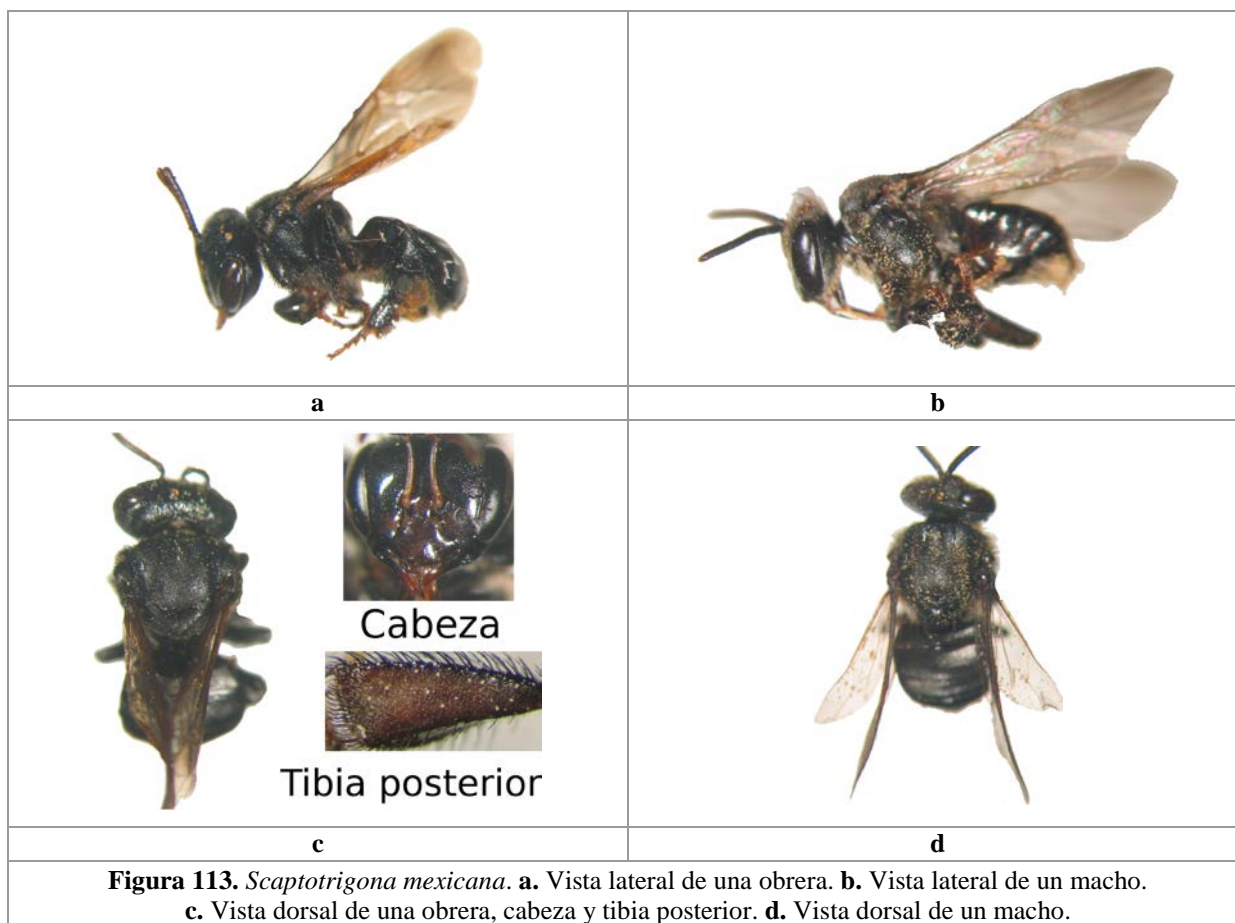 a
b
Cabeza
Tibia posterior
c
d
Figura 113. Scaptotrigona mexicana. a. Vista lateral de una obrera. b. Vista lateral de un macho.
c. Vista dorsal de una obrera, cabeza y tibia posterior. d. Vista dorsal de un macho.